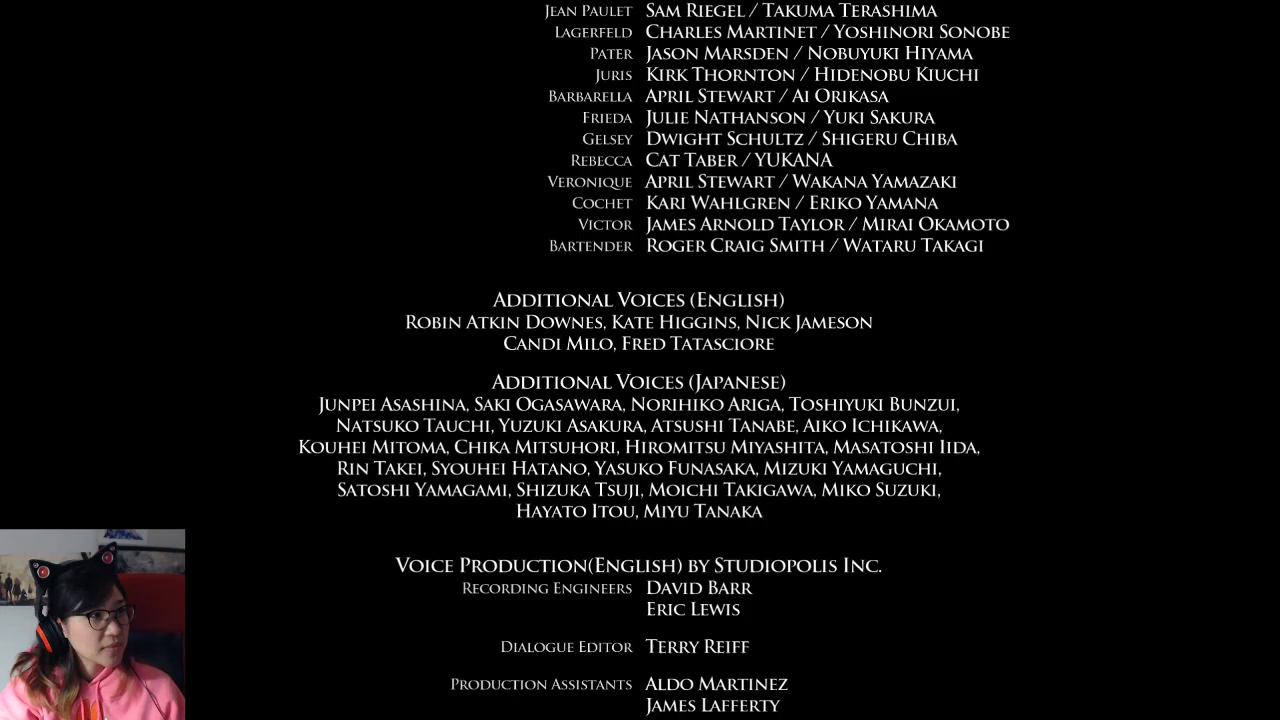 JEAN PAULET SAM RIEGEL / TAKUMA TERASHIMA
LAGERFELD CHARLES MARTINET / YOSHINORI SONOBE
PATER JASON MARSDEN / NOBUYUKI HIYAMA
JURIS KIRK THORNTON / HIDENOBU KIUCHI
BARBARELLA APRIL STEWART / AI ORIKASA
FRIEDA JULIE NATHANSON / YUKI SAKURA
GELSEY DWIGHT SCHULTZ / SHIGERU CHIBA
REBECCA CAT TABER / YUKANA
VERONIQUE APRIL STEWART / WAKANA YAMAZAKI
COCHET KARI WAHLGREN / ERIKO YAMANA
VICTOR JAMES ARNOLD TAYLOR / MIRAI OKAMOTO
BARTENDER ROGER CRAIG SMITH / WATARU TAKAGI
ADDITIONAL VOICES (ENGLISH)
ROBIN ATKIN DOWNES, KATE HIGGINS, NICK JAMESON
CANDI MILO, FRED TATASCIORE
ADDITIONAL VOICES (JAPANESE)
JUNPEI ASASHINA, SAKI OGASAWARA, NORIHIKO ARIGA, TOSHIYUKI BUNZUI,
NATSUKO TAUCHI, YUZUKI ASAKURA, ATSUSHI TANABE, AIKO ICHIKAWA,
KOUHEI MITOMA, CHIKA MITSUHORI, HIROMITSU MIYASHITA, MASATOSHI IIDA,
RIN TAKEI, SYOUHEI HATANO, YASUKO FUNASAKA, MIZUKI YAMAGUCHI,
SATOSHI YAMAGAMI, SHIZUKA TSUJI, MOICHI TAKIGAWA, MIKO SUZUKI,
HAYATO ITOU, MIYU TANAKA
VOICE PRODUCTION(ENGLISH) BY STUDIOPOLIS INC.
RECORDING ENGINEERS DAVID BARR
ERIC LEWIS
DIALOGUE EDITOR TERRY REIFF
PRODUCTION ASSISTANTS ALDO MARTINEZ
JAMES LAFFERTY